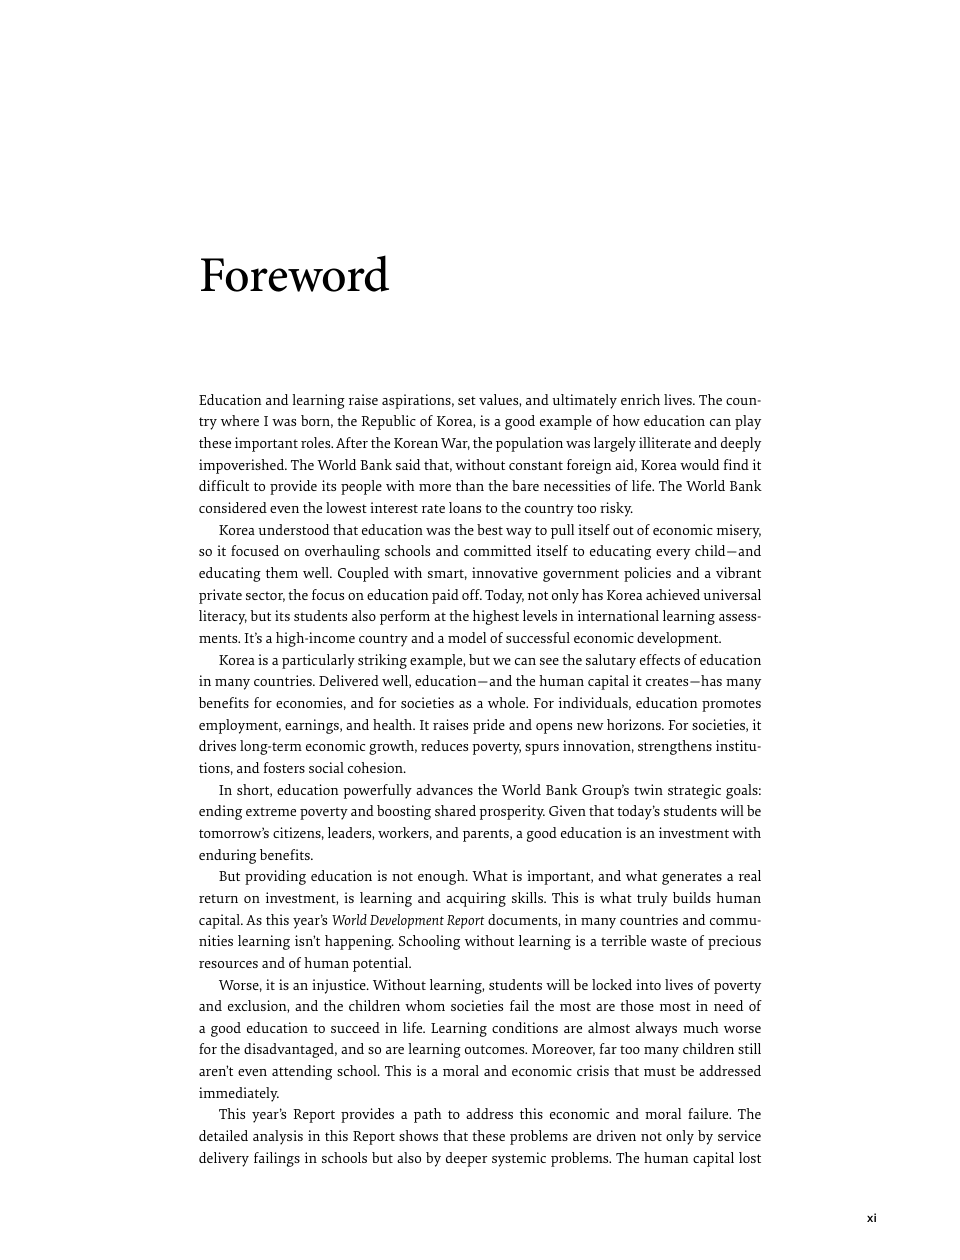 Foreword
Education and learning raise aspirations, set values, and ultimately enrich lives. The coun-
try where I was born, the Republic of Korea, is a good example of how education can play
these important roles. After the Korean War, the population was largely illiterate and deeply
impoverished. The World Bank said that, without constant foreign aid, Korea would find it
difficult to provide its people with more than the bare necessities of life. The World Bank
considered even the lowest interest rate loans to the country too risky.
Korea understood that education was the best way to pull itself out of economic misery,
so it focused on overhauling schools and committed itself to educating every child—and
educating them well. Coupled with smart, innovative government policies and a vibrant
private sector, the focus on education paid off. Today, not only has Korea achieved universal
literacy, but its students also perform at the highest levels in international learning assess-
ments. It’s a high-income country and a model of successful economic development.
Korea is a particularly striking example, but we can see the salutary effects of education
in many countries. Delivered well, education—and the human capital it creates—has many
benefits for economies, and for societies as a whole. For individuals, education promotes
employment, earnings, and health. It raises pride and opens new horizons. For societies, it
drives long-term economic growth, reduces poverty, spurs innovation, strengthens institu-
tions, and fosters social cohesion.
In short, education powerfully advances the World Bank Group’s twin strategic goals:
ending extreme poverty and boosting shared prosperity. Given that today’s students will be
tomorrow’s citizens, leaders, workers, and parents, a good education is an investment with
enduring benefits.
But providing education is not enough. What is important, and what generates a real
return on investment, is learning and acquiring skills. This is what truly builds human
capital. As this year’s World Development Report documents, in many countries and commu-
nities learning isn’t happening. Schooling without learning is a terrible waste of precious
resources and of human potential.
Worse, it is an injustice. Without learning, students will be locked into lives of poverty
and exclusion, and the children whom societies fail the most are those most in need of
a good education to succeed in life. Learning conditions are almost always much worse
for the disadvantaged, and so are learning outcomes. Moreover, far too many children still
aren’t even attending school. This is a moral and economic crisis that must be addressed
immediately.
This year’s Report provides a path to address this economic and moral failure. The
detailed analysis in this Report shows that these problems are driven not only by service
delivery failings in schools but also by deeper systemic problems. The human capital lost
xi